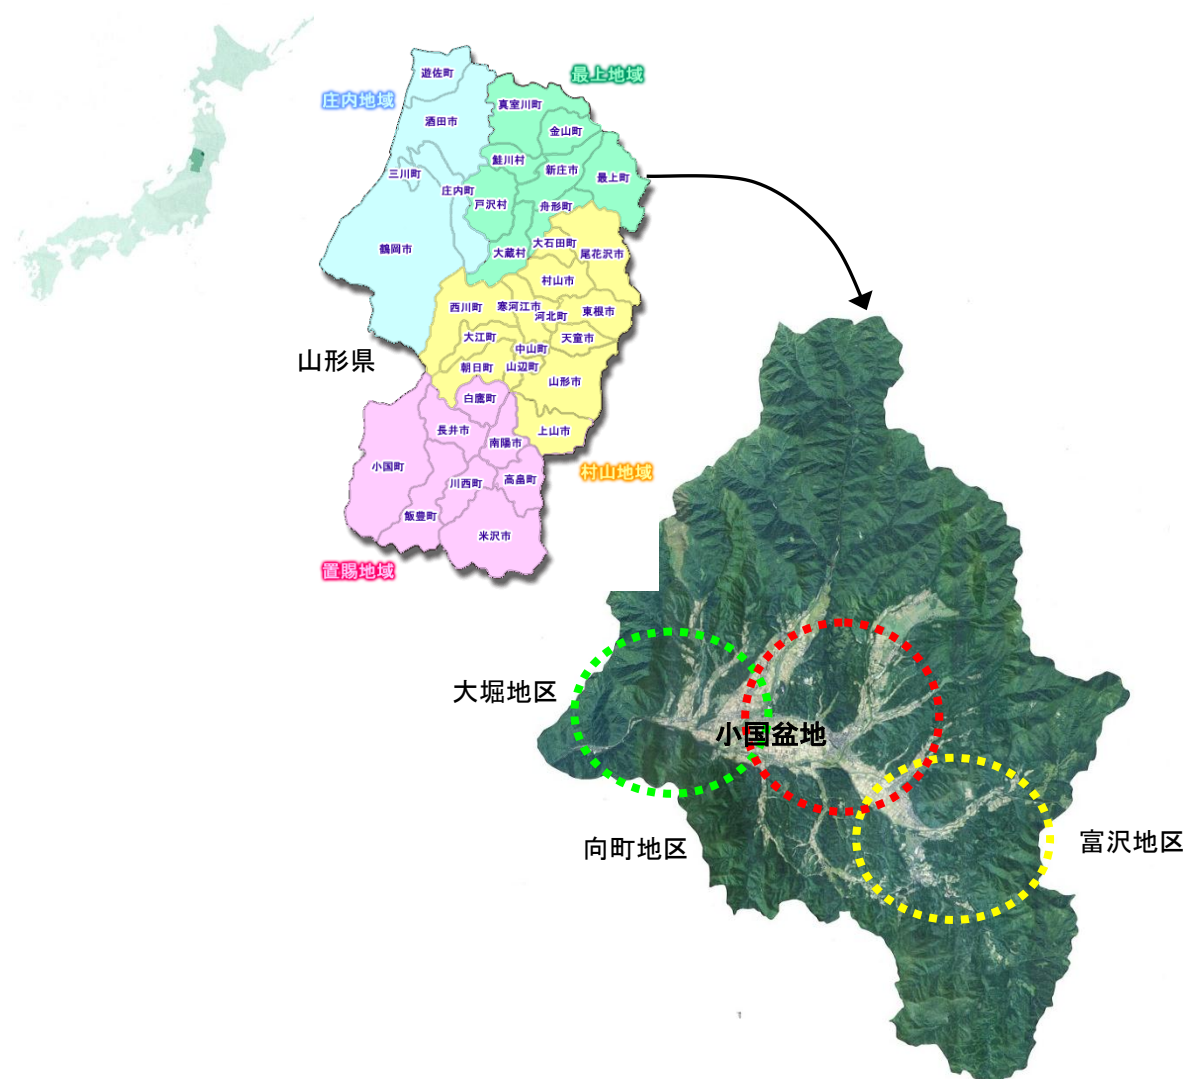 最上地域
遊佐町
庄内地域
真室川町
酒田市
金山町
鮭川村
新庄市
三川町
最上町
庄内町
戸沢村
舟形町
大石田町
鶴岡市
大蔵村
尾花沢市
村山市
西川町
寒河江市
河北町
東根市
大江町
天童市
中山町
山形県
朝日町
山辺町
山形市
白鷹町
長井市
上山市
南陽市
小国町
村山地域
川西町
高畠町
飯豊町
米沢市
置賜地域
大堀地区
小国盆地
向町地区
富沢地区